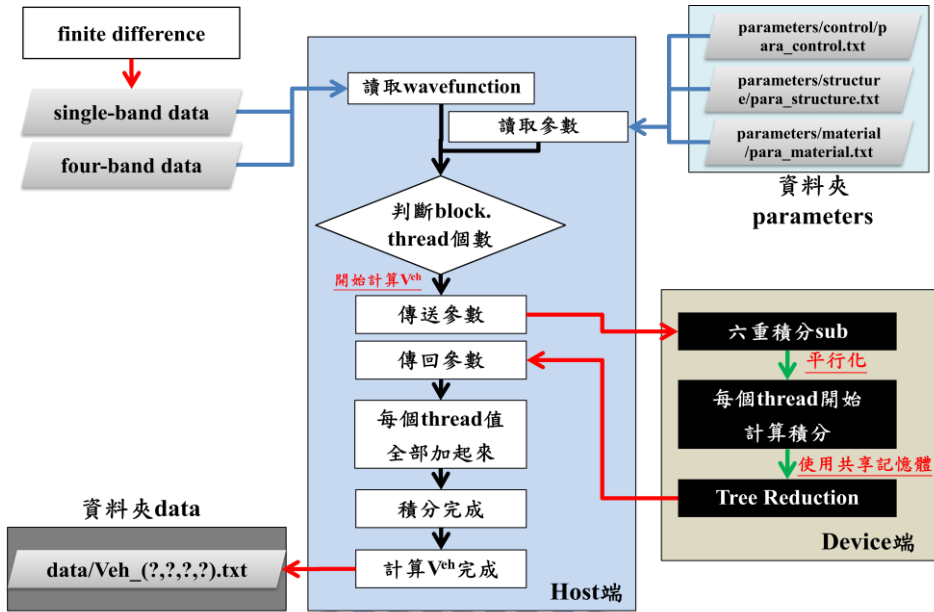 finite difference
single-band data
four-band data
讀取wavefunction
讀取參數
parameters/control/p
ara_control.txt
parameters/structur
e/para_structure.txt
parameters/material
/para_material.txt
資料夾
parameters
判斷block.
thread個數
開始計算Vᵉʰ
傳送參數
傳回參數
每個thread值
全部加起來
積分完成
計算Vᵉʰ完成
Host端
六重積分sub
平行化
每個thread開始
計算積分
使用共享記憶體
Tree Reduction
Device端
資料夾data
data/Veh_(?,?,?,?).txt